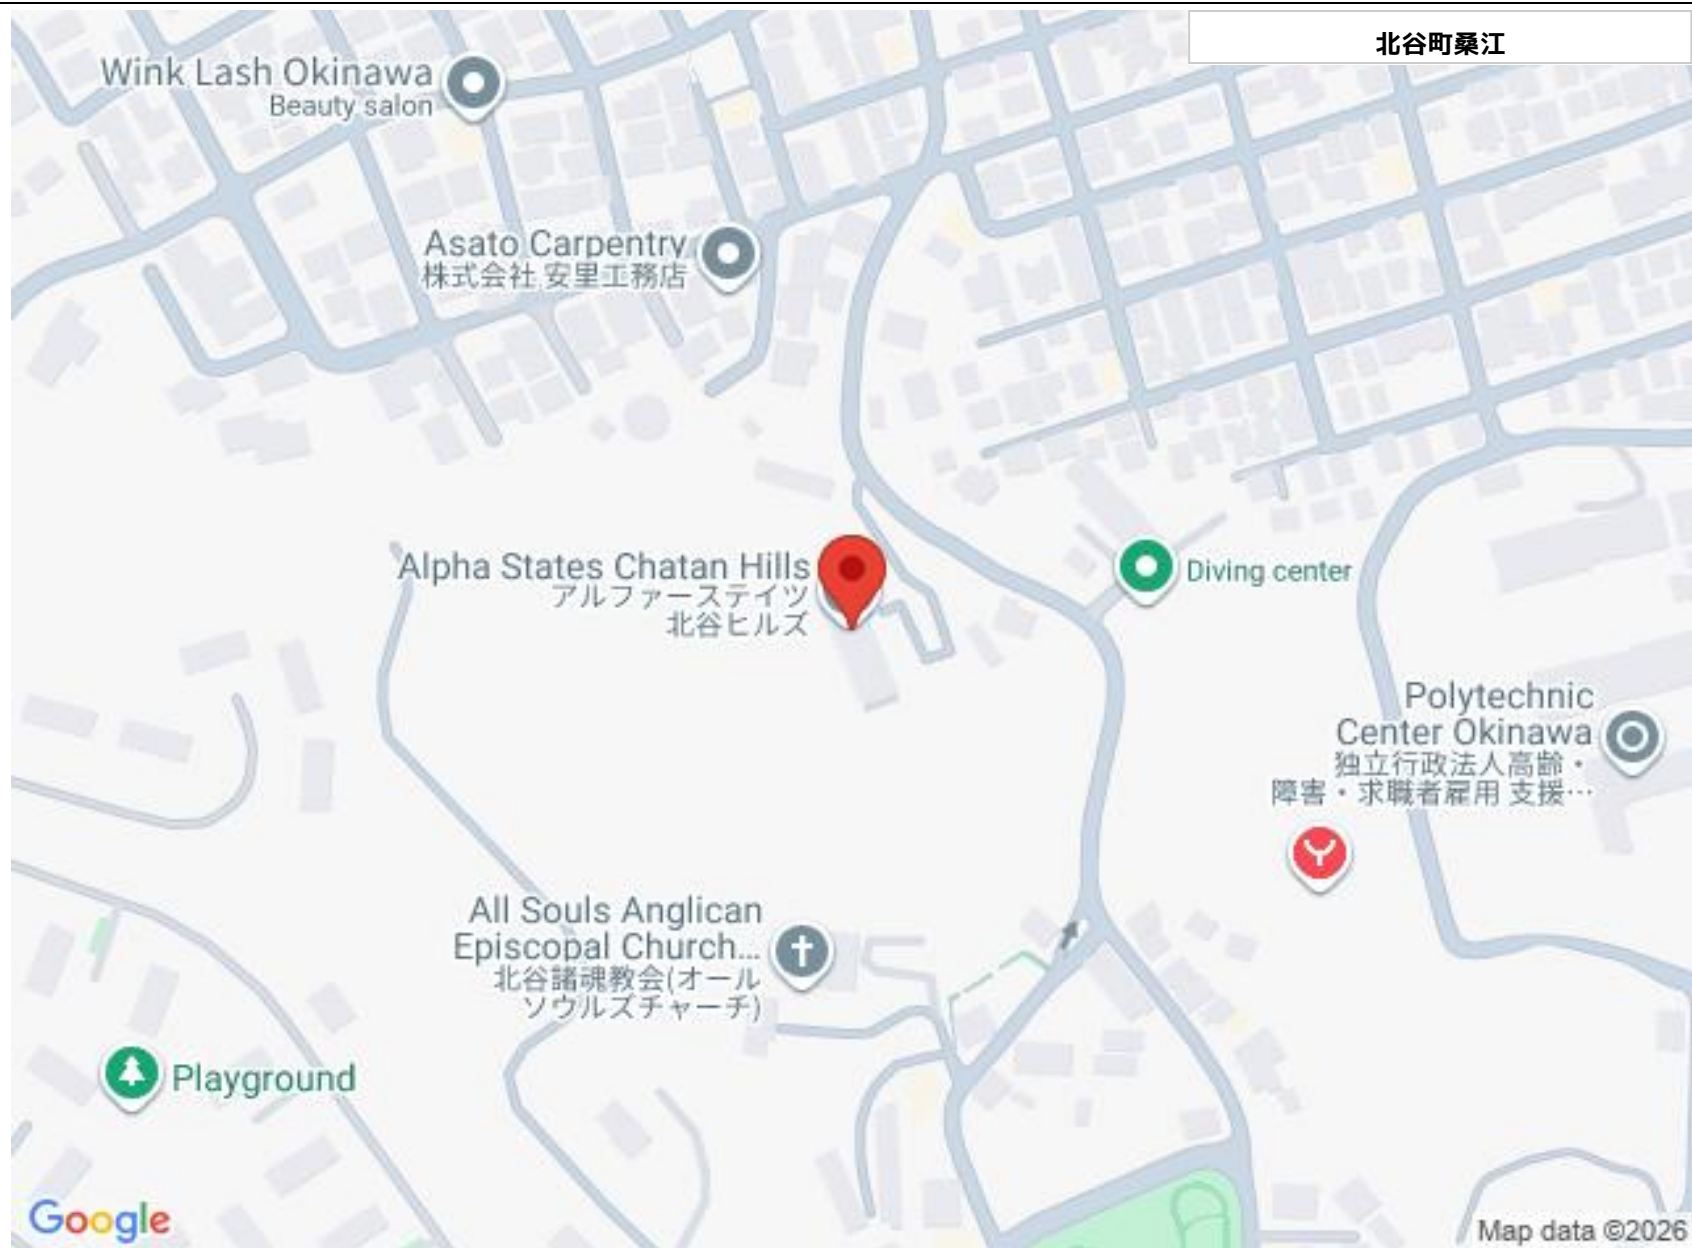 北谷町桑江
Wink Lash Okinawa
Beauty salon
Asato Carpentry
株式会社 安里工務店
Alpha States Chatan Hills
アルファーステイツ
北谷ヒルズ
Diving center
Polytechnic
Center Okinawa
独立行政法人高齢・
障害・求職者雇用 支援…
All Souls Anglican
Episcopal Church...
北谷諸魂教会(オール
ソウルズチャーチ)
Playground
Google
Map data ©2026